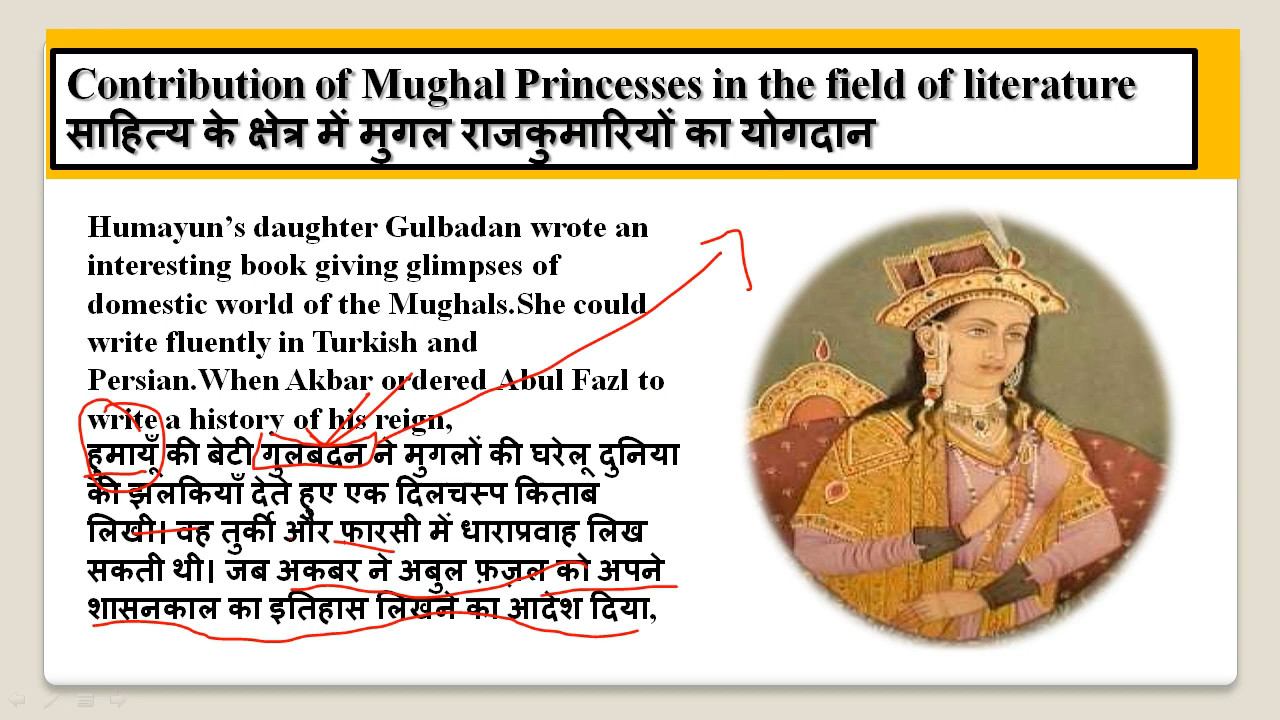 Contribution of Mughal Princesses in the field of literature
साहित्य के क्षेत्र में मुगल राजकुमारियों का योगदान
Humayun’s daughter Gulbadan wrote an
interesting book giving glimpses of
domestic world of the Mughals.She could
write fluently in Turkish and
Persian.When Akbar ordered Abul Fazl to
write a history of his reign,
हुमायूँ की बेटी गुलबदन ने मुगलों की घरेलू दुनिया
की झलकियाँ देते हुए एक दिलचस्प किताब
लिखी। वह तुर्की और फारसी में धाराप्रवाह लिख
सकती थी। जब अकबर ने अबुल फ़ज़ल को अपने
शासनकाल का इतिहास लिखने का आदेश दिया,